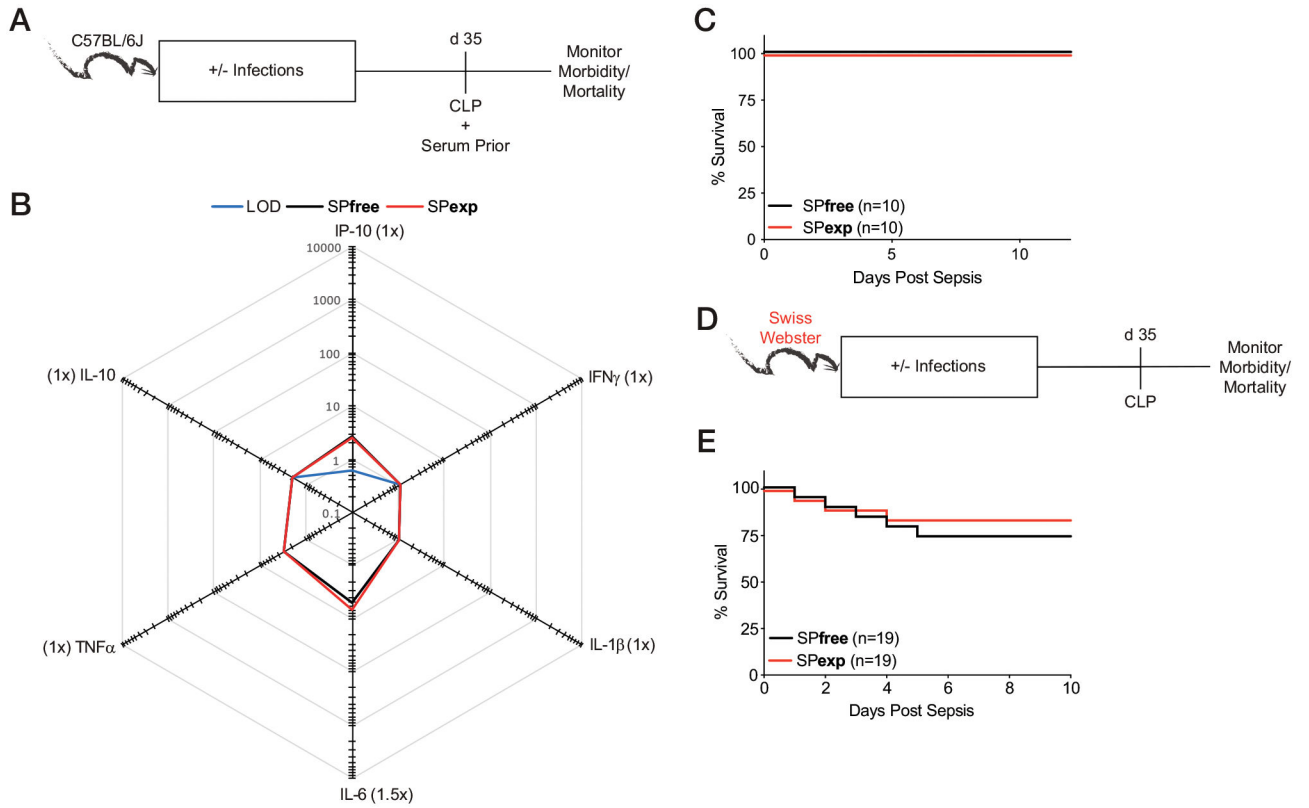 A
C57BL/6J
+/- Infections
d 35
CLP
+
Serum Prior
Monitor
Morbidity/
Mortality
B
LOD SPfree SPexp
IP-10 (1x)
10000
1000
100
10
1
0.1
(1x) IL-10
IFNγ (1x)
(1x) TNFα
IL-1β (1x)
IL-6 (1.5x)
C
% Survival
100
75
50
25
0
SPfree (n=10)
SPexp (n=10)
0 5 10
Days Post Sepsis
D
Swiss
Webster
+/- Infections
d 35
CLP
Monitor
Morbidity/
Mortality
E
% Survival
100
75
50
25
0
SPfree (n=19)
SPexp (n=19)
0 2 4 6 8 10
Days Post Sepsis